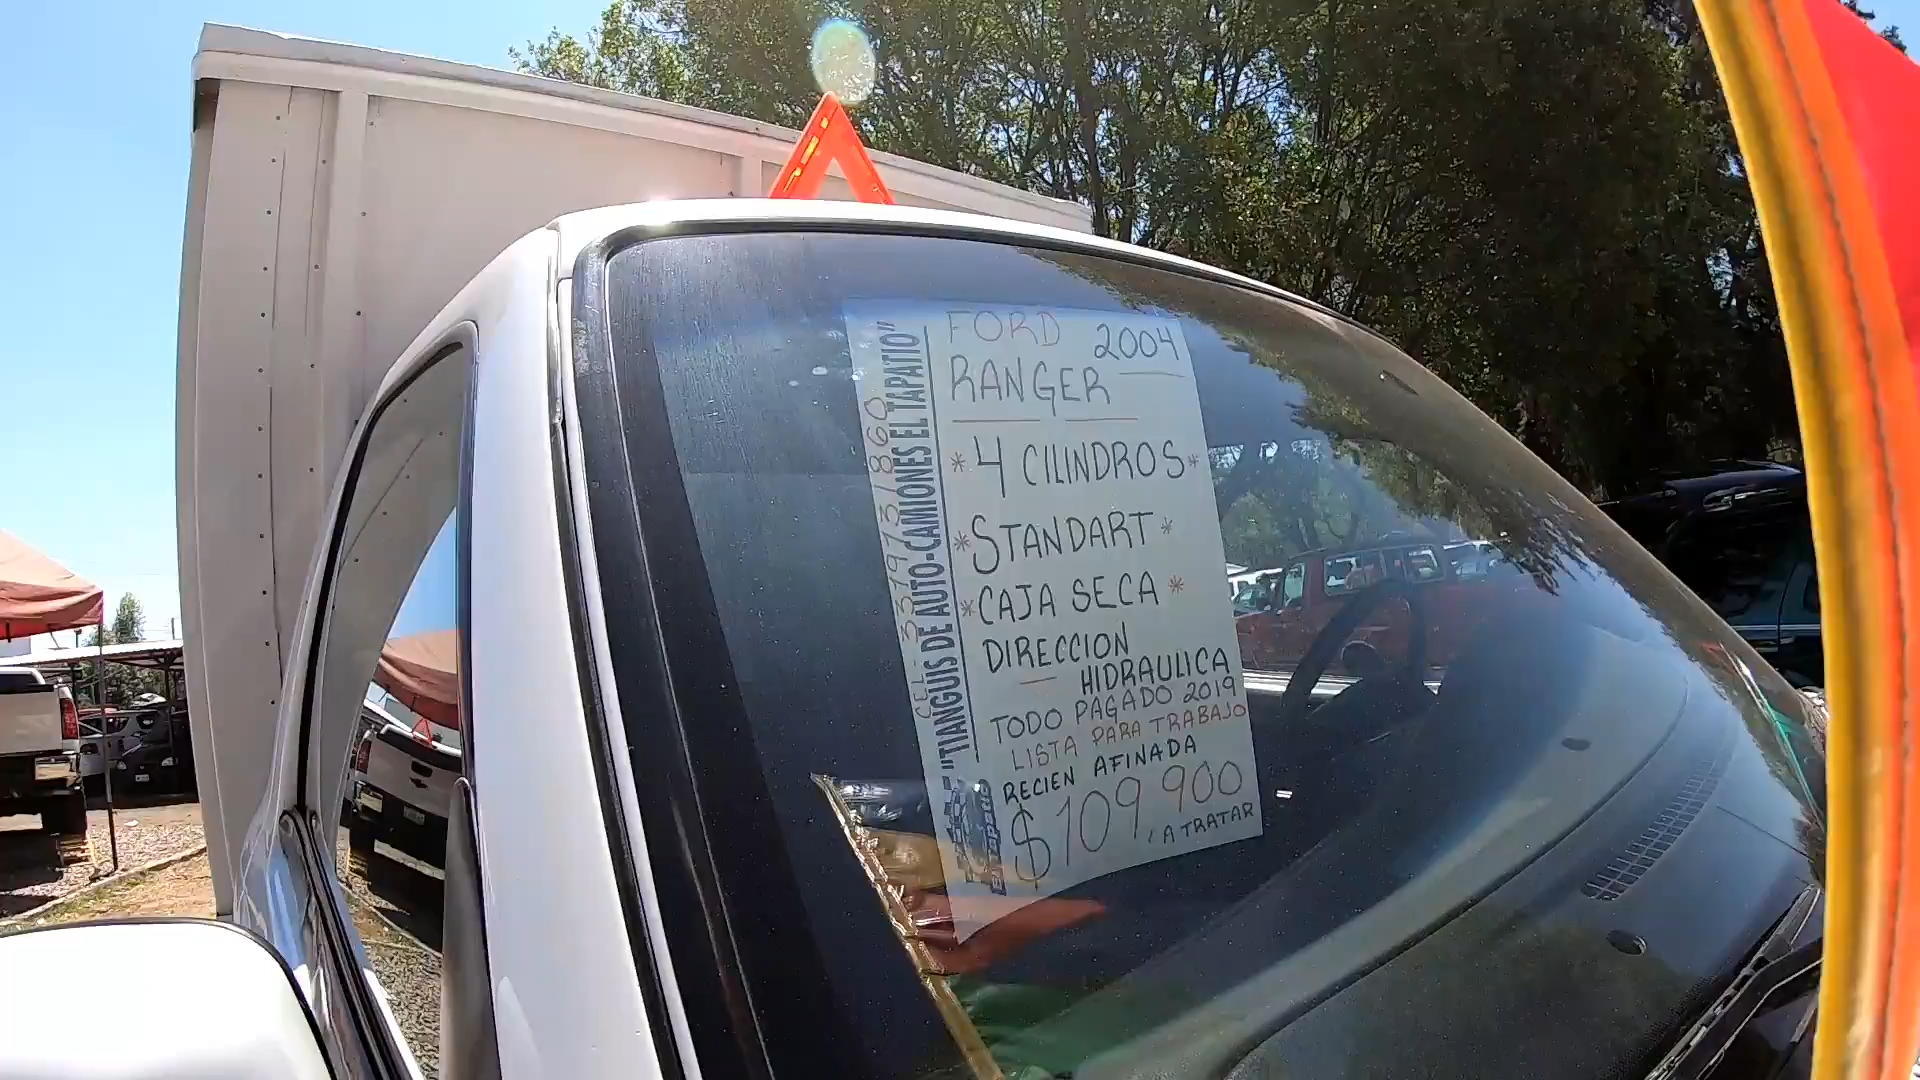 FORD 2004
RANGER
*4 CILINDROS*
*STANDART*
*CAJA SECA*
DIRECCION
HIDRAULICA
TODO PAGADO 2019
LISTA PARA TRABAJO
RECIEN AFINADA
$109,900
A TRATAR
CEL- 3379731860
"TIANGUIS DE AUTO-CAMIONES EL TAPATIO"